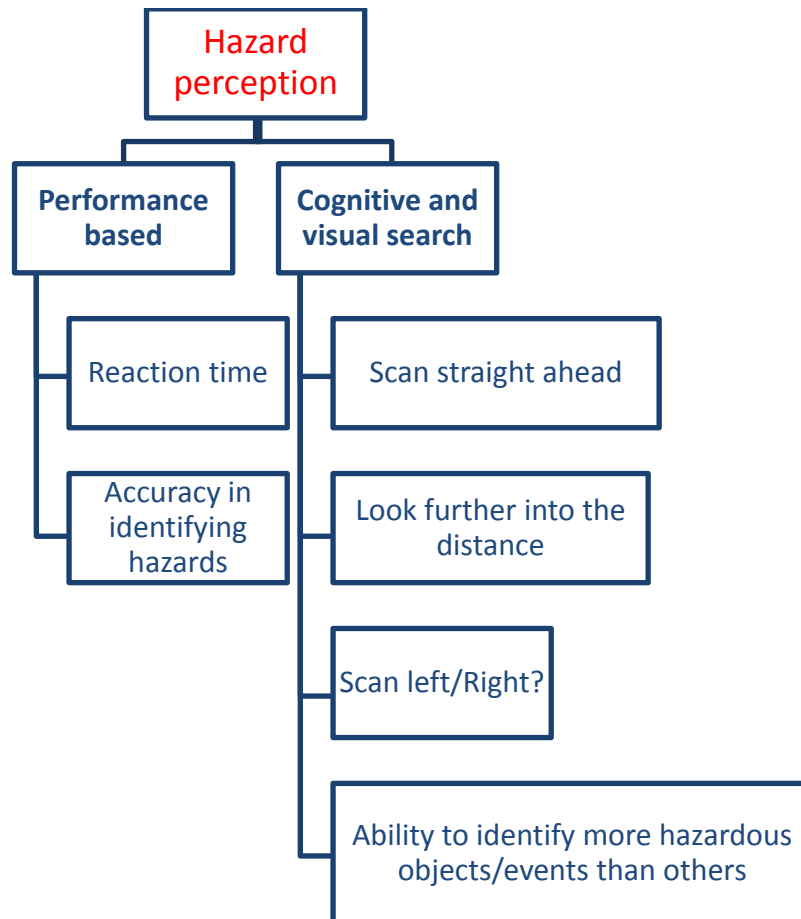 Hazard
perception
Performance
based
Cognitive and
visual search
Reaction time
Accuracy in
identifying
hazards
Scan straight ahead
Look further into the
distance
Scan left/Right?
Ability to identify more hazardous
objects/events than others